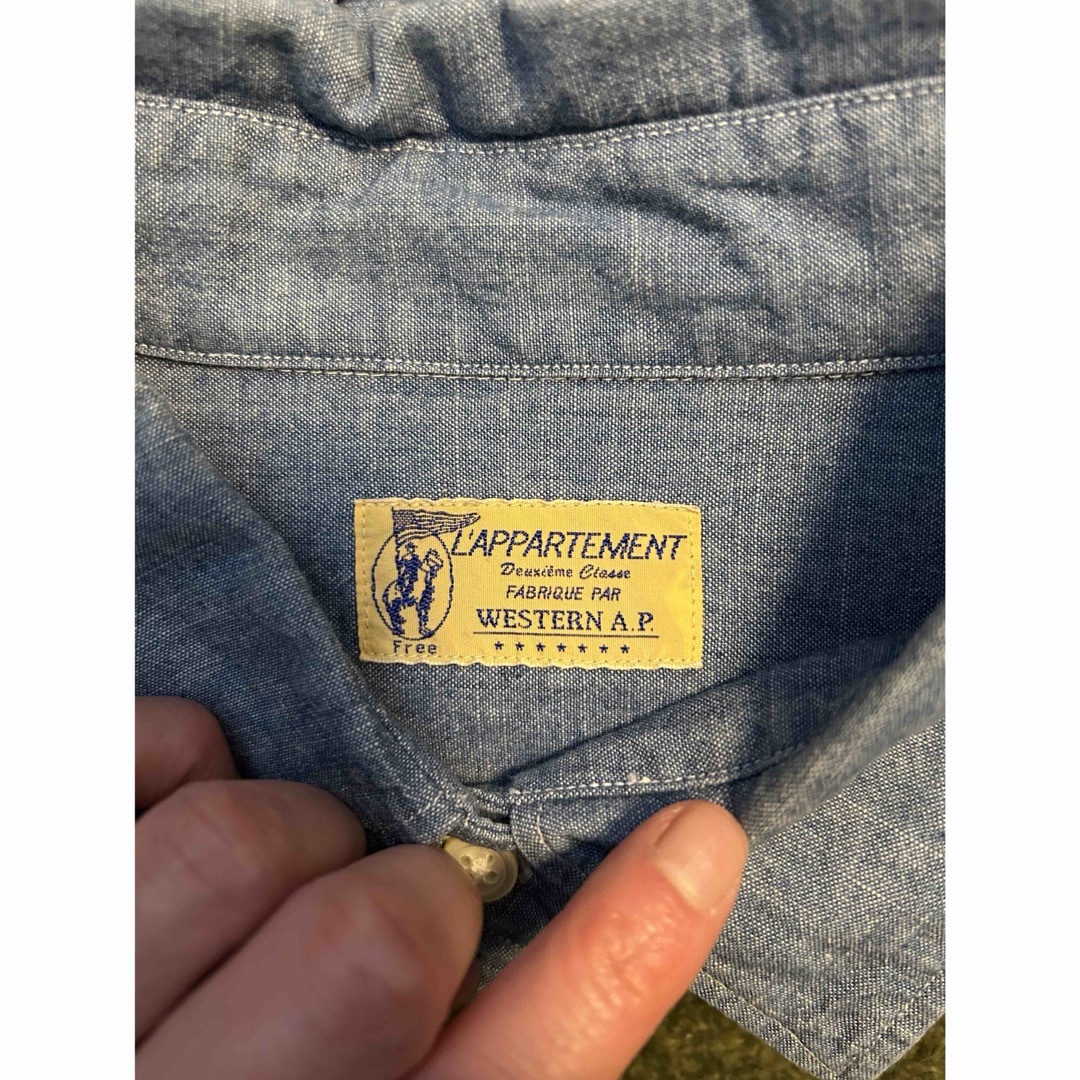 L'APPARTEMENT
Deuxième Classe
FABRIQUE PAR
WESTERN A.P.
Free
*******